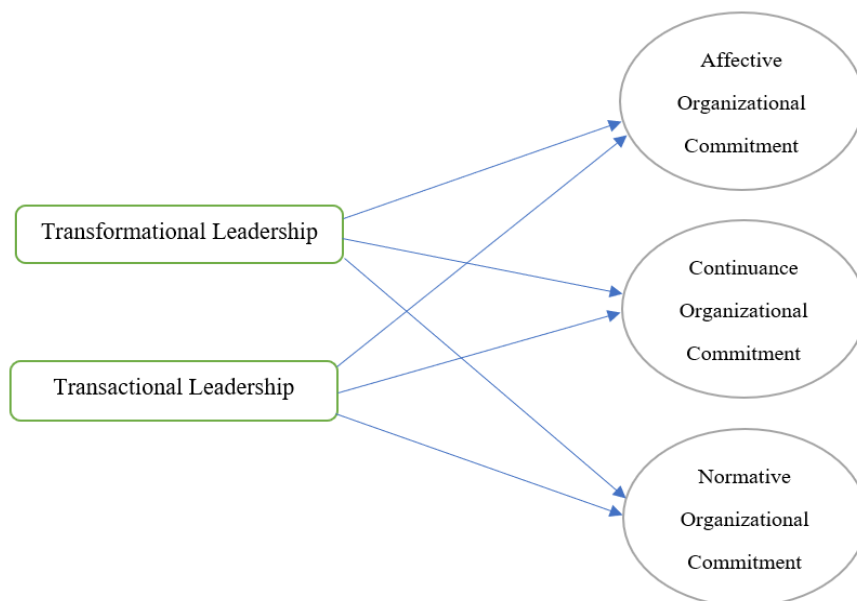 Affective
Organizational
Commitment
Transformational Leadership
Continuance
Organizational
Commitment
Transactional Leadership
Normative
Organizational
Commitment